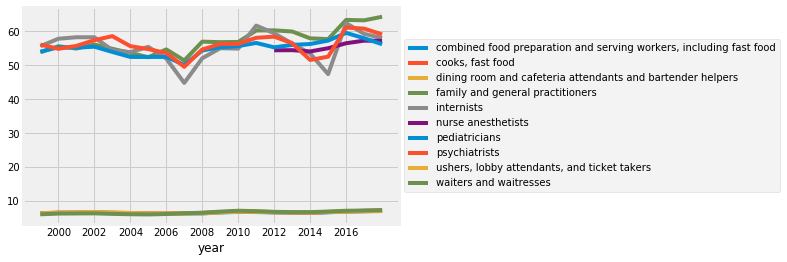 60
50
40
30
20
10
2000 2002 2004 2006 2008 2010 2012 2014 2016
year
combined food preparation and serving workers, including fast food
cooks, fast food
dining room and cafeteria attendants and bartender helpers
family and general practitioners
internists
nurse anesthetists
pediatricians
psychiatrists
ushers, lobby attendants, and ticket takers
waiters and waitresses